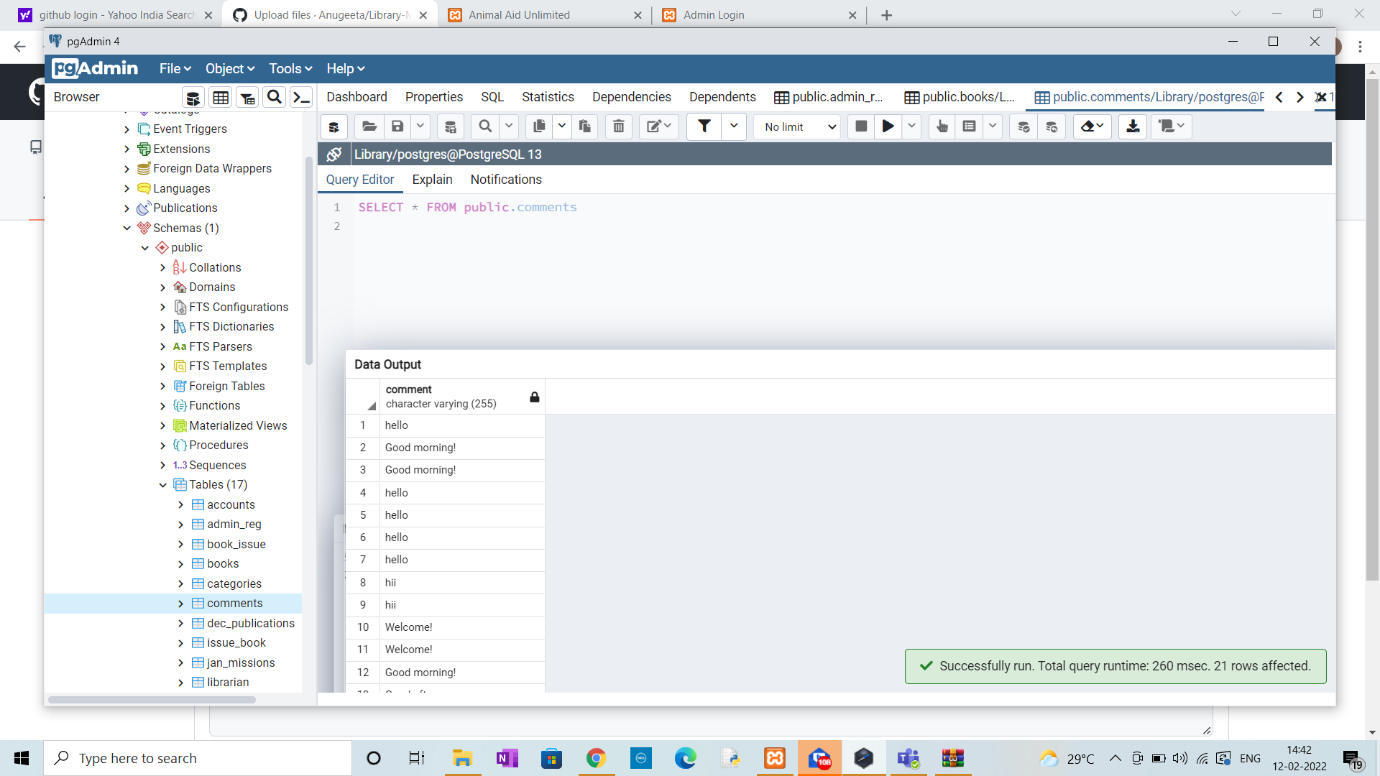 github login - Yahoo India Search
Upload files · Anugeeta/Library-M
Animal Aid Unlimited
Admin Login
pgAdmin 4
pgAdmin
File
Object
Tools
Help
Browser
Dashboard
Properties
SQL
Statistics
Dependencies
Dependents
public.admin_r...
public.books/L...
public.comments/Library/postgres@P
No limit
Library/postgres@PostgreSQL 13
Query Editor
Explain
Notifications
1 SELECT * FROM public.comments
2
Event Triggers
Extensions
Foreign Data Wrappers
Languages
Publications
Schemas (1)
public
Collations
Domains
FTS Configurations
FTS Dictionaries
Aa FTS Parsers
FTS Templates
Foreign Tables
Functions
Materialized Views
Procedures
1..3 Sequences
Tables (17)
accounts
admin_reg
book_issue
books
categories
comments
dec_publications
issue_book
jan_missions
librarian
Data Output
comment
character varying (255)
1 hello
2 Good morning!
3 Good morning!
4 hello
5 hello
6 hello
7 hello
8 hii
9 hii
10 Welcome!
11 Welcome!
12 Good morning!
Successfully run. Total query runtime: 260 msec. 21 rows affected.
Type here to search
29°C
ENG
14:42
12-02-2022
19